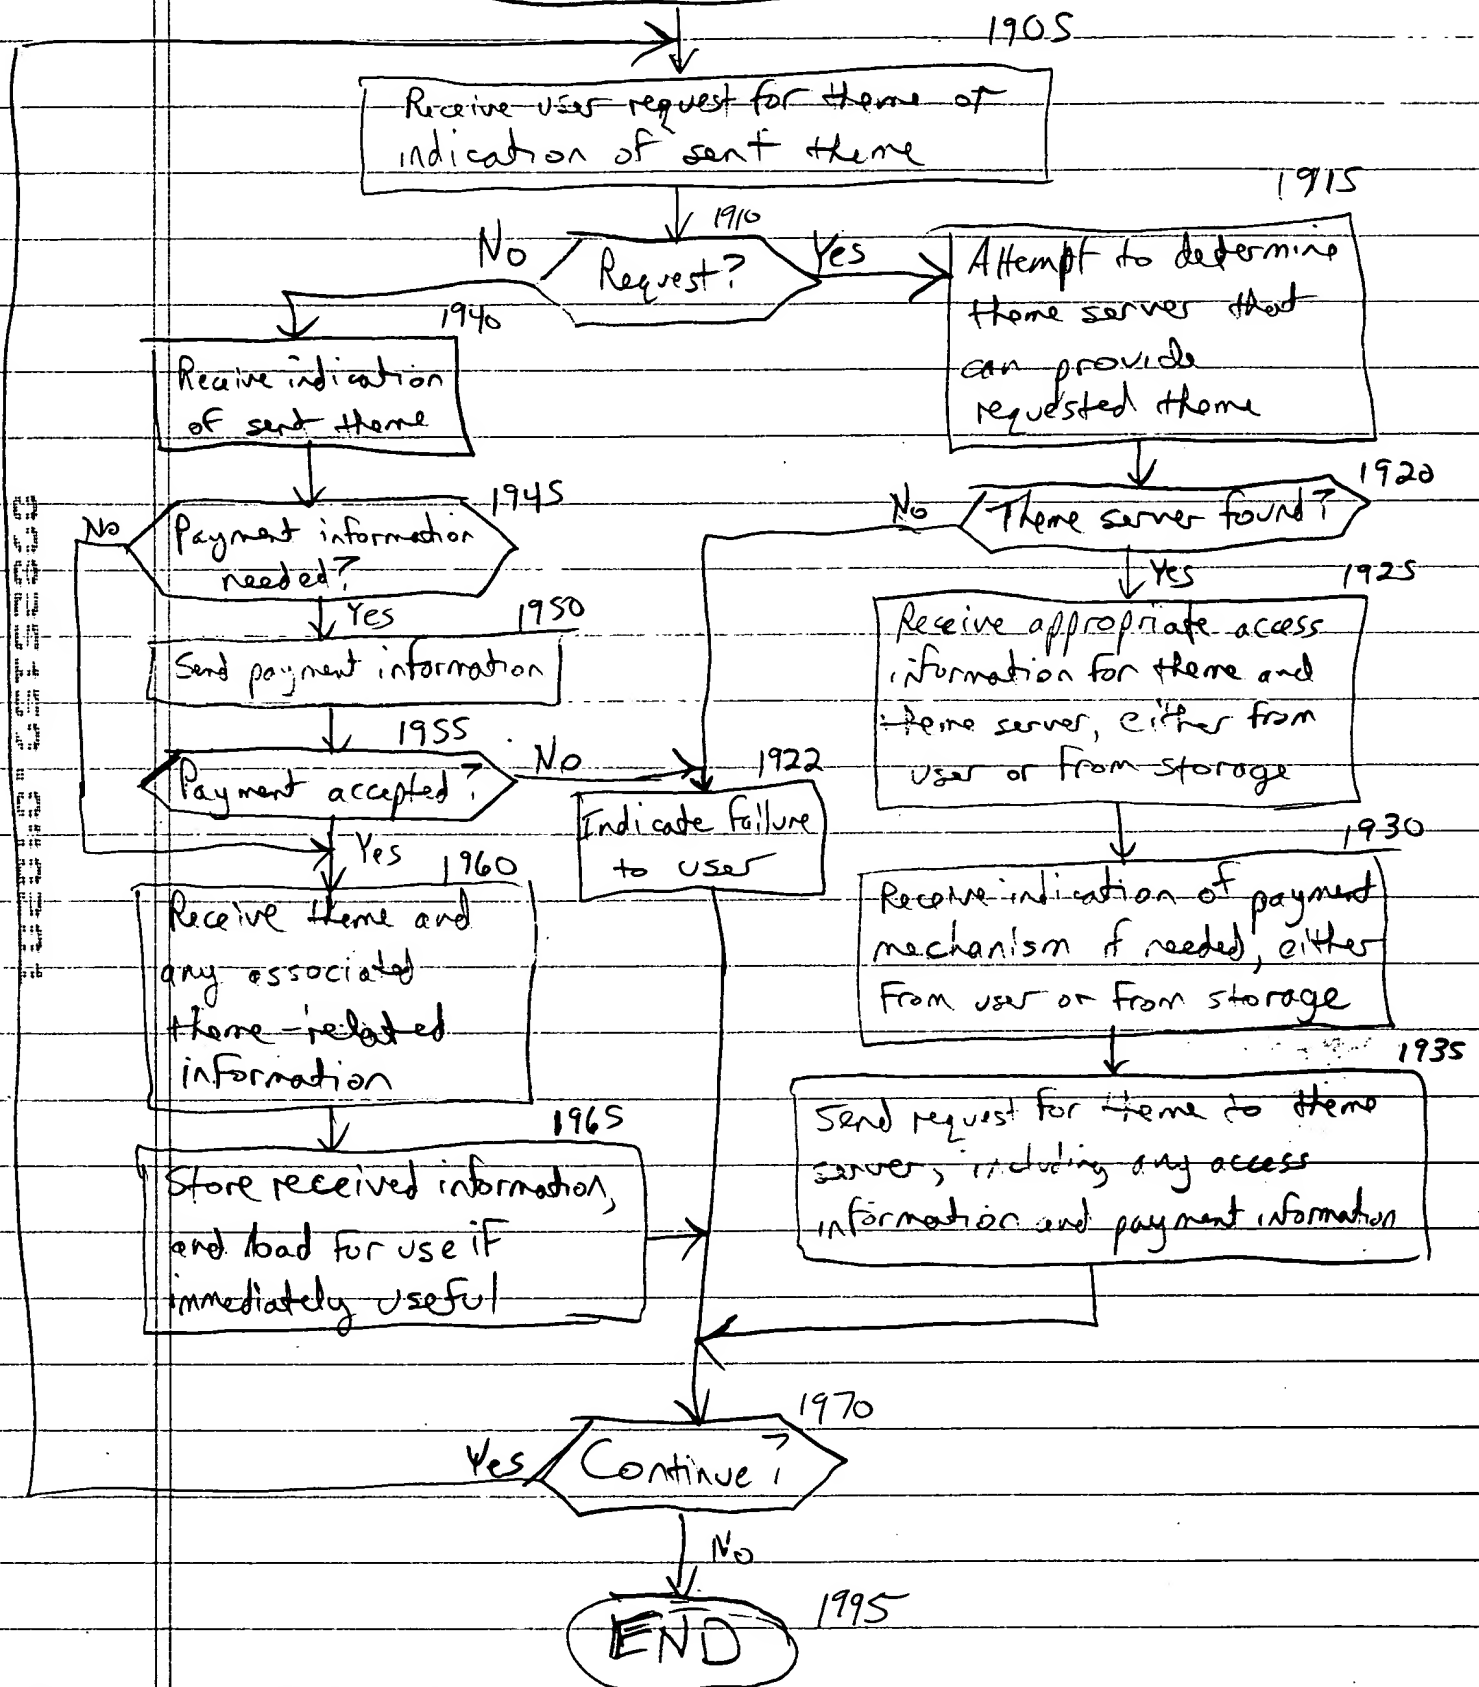 1905
Receive user request for theme or
indication of sent theme
1910
No
Request?
Yes
1915
Attempt to determine
theme server that
can provide
requested theme
1940
Receive indication
of sent theme
1945
No
Payment information
needed?
Yes
1920
No
Theme server found?
Yes
1950
Send payment information
1925
Receive appropriate access
information for theme and
theme server, either from
user or from storage
1955
Payment accepted?
No
Yes
1922
Indicate failure
to user
1930
Receive indication of payment
mechanism if needed, either
from user or from storage
1960
Receive theme and
any associated
theme-related
information
1935
Send request for theme to theme
server, including any access
information and payment information
1965
Store received information,
and load for use if
immediately useful
1970
Yes
Continue?
No
1995
END